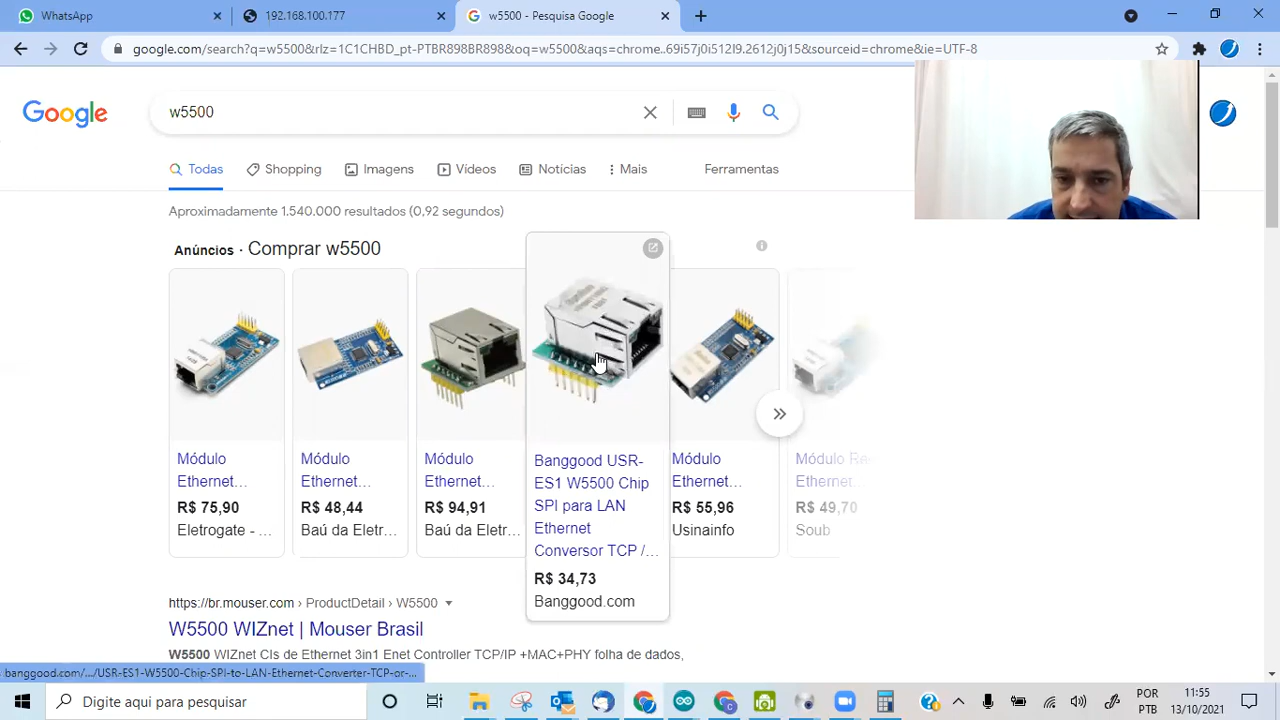 WhatsApp
192.168.100.177
w5500 - Pesquisa Google
google.com/search?q=w5500&rlz=1C1CHBD_pt-PTBR898BR898&oq=w5500&aqs=chrome..69i57j0i512l9.2612j0j15&sourceid=chrome&ie=UTF-8
Google
w5500
Todas
Shopping
Imagens
Vídeos
Notícias
Mais
Ferramentas
Aproximadamente 1.540.000 resultados (0,92 segundos)
Anúncios · Comprar w5500
Módulo
Ethernet...
R$ 75,90
Eletrogate - ...
Módulo
Ethernet...
R$ 48,44
Baú da Eletr...
Módulo
Ethernet...
R$ 94,91
Baú da Eletr...
Banggood USR-
ES1 W5500 Chip
SPI para LAN
Ethernet
Conversor TCP /...
R$ 34,73
Banggood.com
Módulo
Ethernet...
R$ 55,96
Usinainfo
Módulo
Ethernet...
R$ 49,70
Soub
https://br.mouser.com › ProductDetail › W5500
W5500 WIZnet | Mouser Brasil
W5500 WIZnet CIs de Ethernet 3in1 Enet Controller TCP/IP +MAC+PHY folha de dados,
banggood.com/.../USR-ES1-W5500-Chip-SPI-to-LAN-Ethernet-Converter-TCP-or-...
Digite aqui para pesquisar
POR
PTB
11:55
13/10/2021